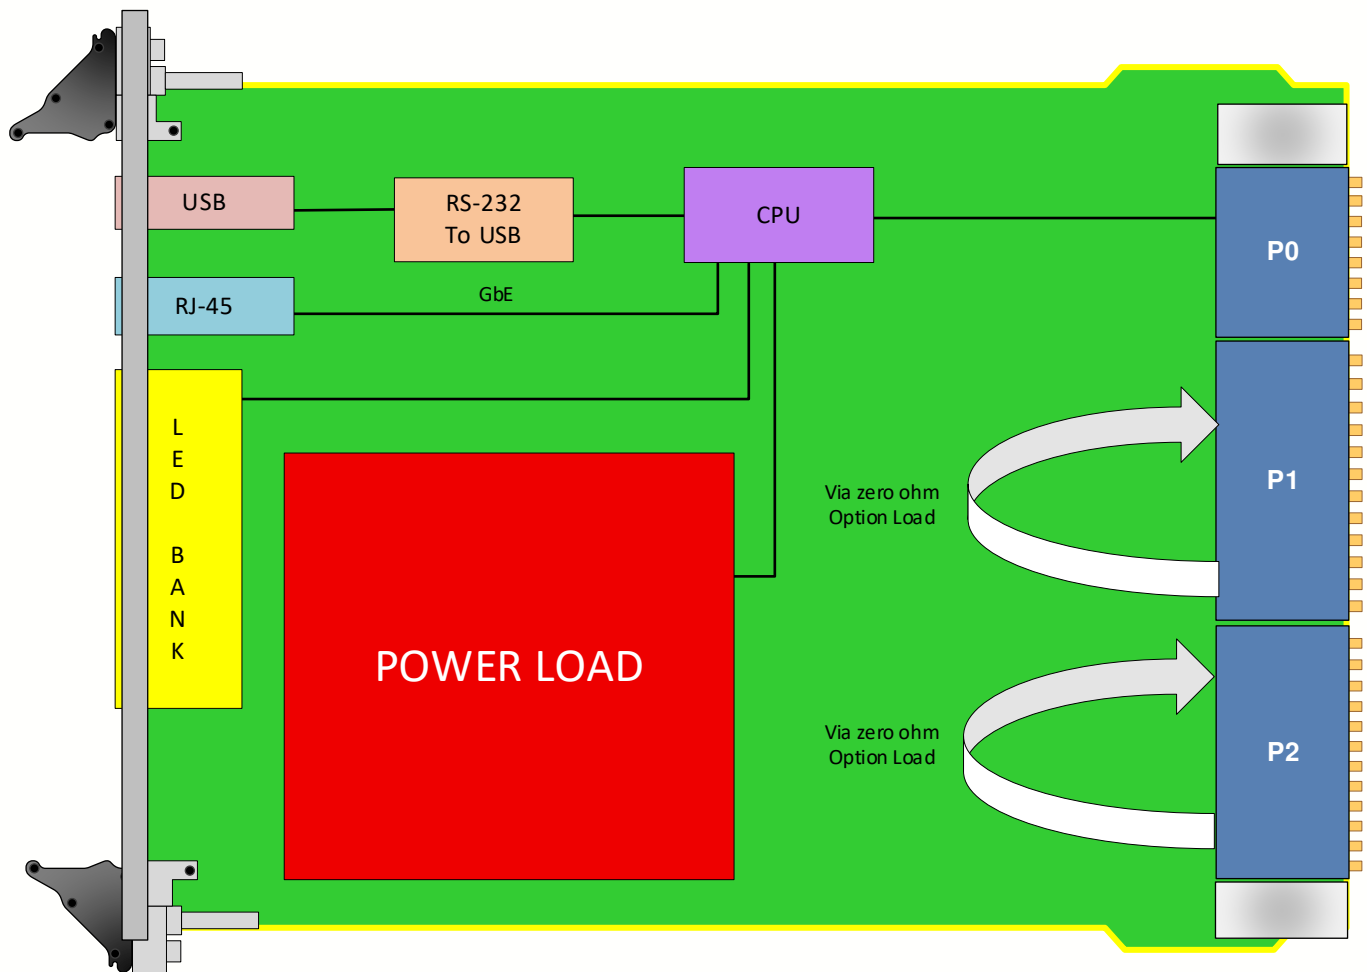 USB
RS-232
To USB
CPU
P0
RJ-45
GbE
L
E
D
B
A
N
K
Via zero ohm
Option Load
P1
POWER LOAD
Via zero ohm
Option Load
P2